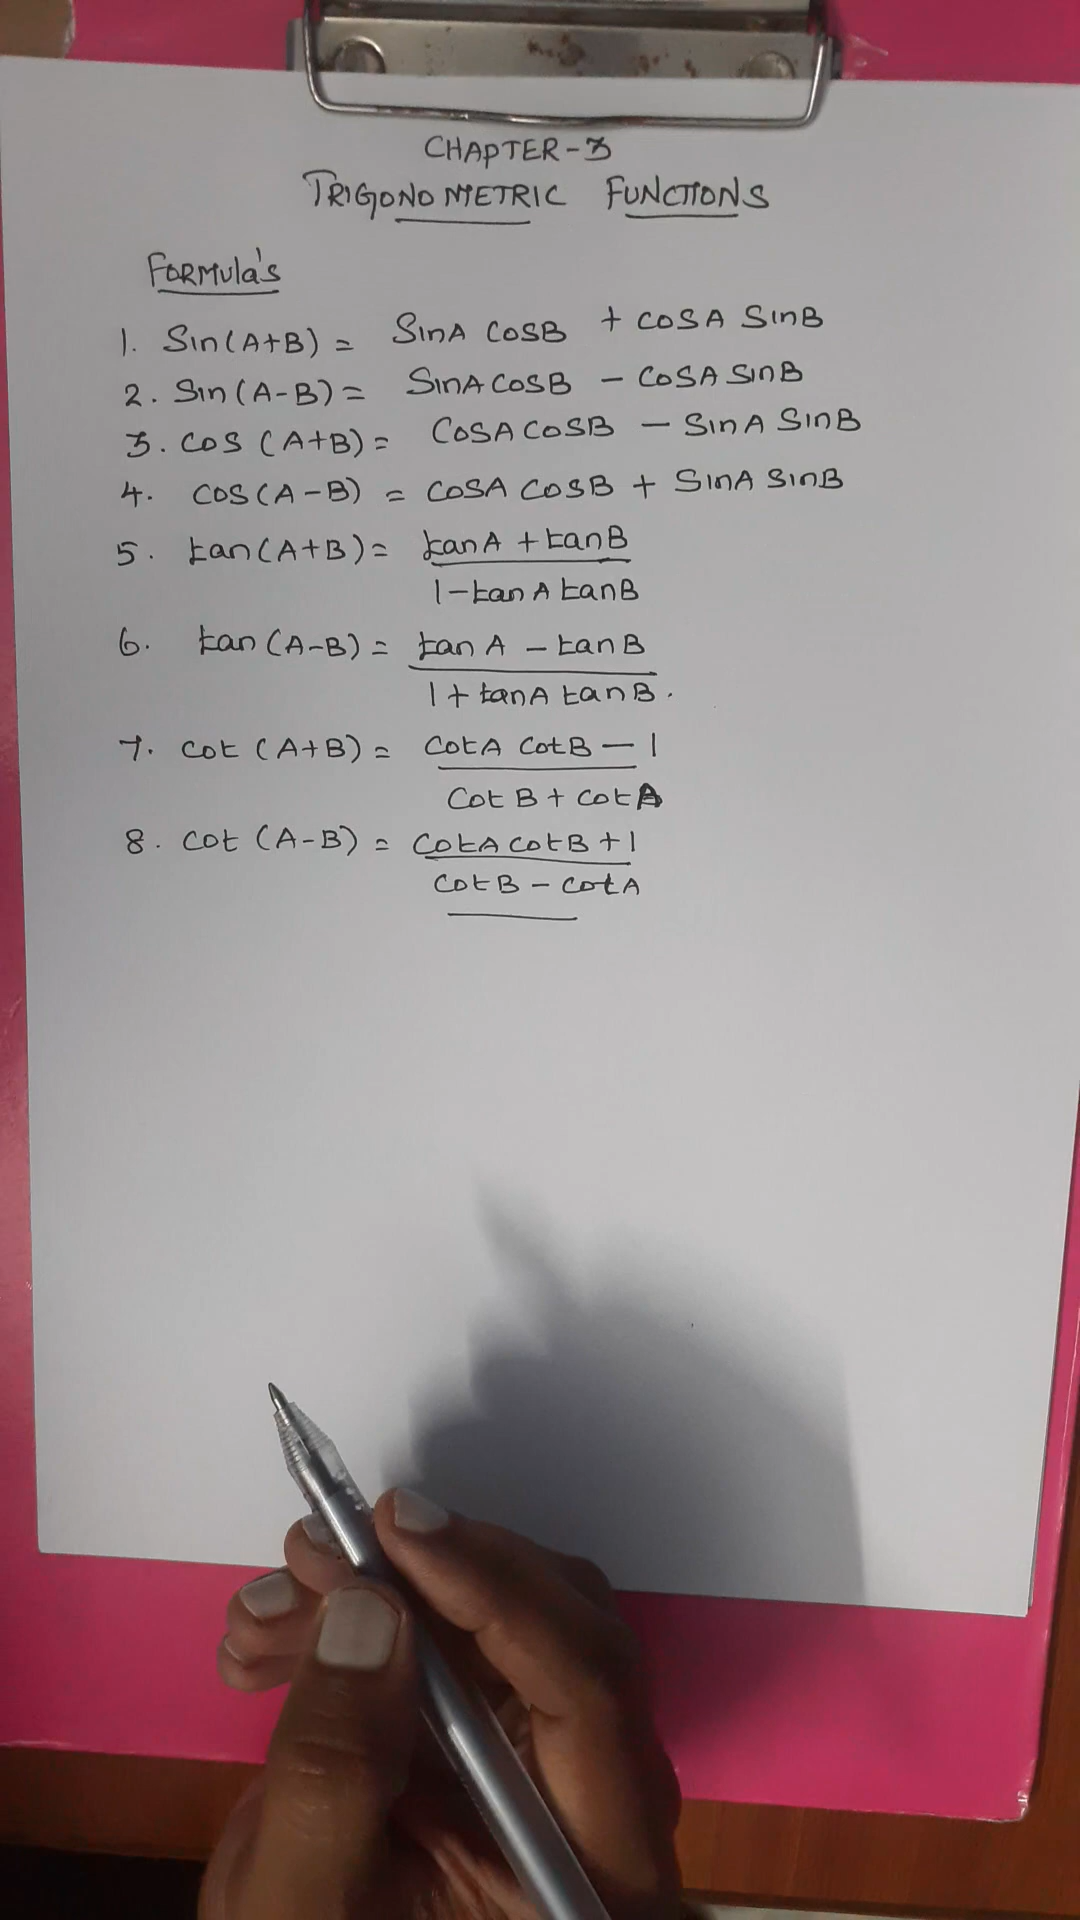 CHAPTER-3
TRIGONOMETRIC FUNCTIONS
FORMula's
1. Sin(A+B) = SinA COSB + COSA SinB
2. Sin(A-B) = SinA COSB - COSA SinB
3. COS (A+B) = COSA COSB - SinA SinB
4. COS(A-B) = COSA COSB + SinA SinB
5. tan(A+B) = tanA + tanB
1-tanA tanB
6. tan(A-B) = tanA - tanB
1 + tanA tanB.
7. cot (A+B) = cotA cotB - 1
cotB + cotA
8. cot (A-B) = cotA cotB + 1
cotB - cotA